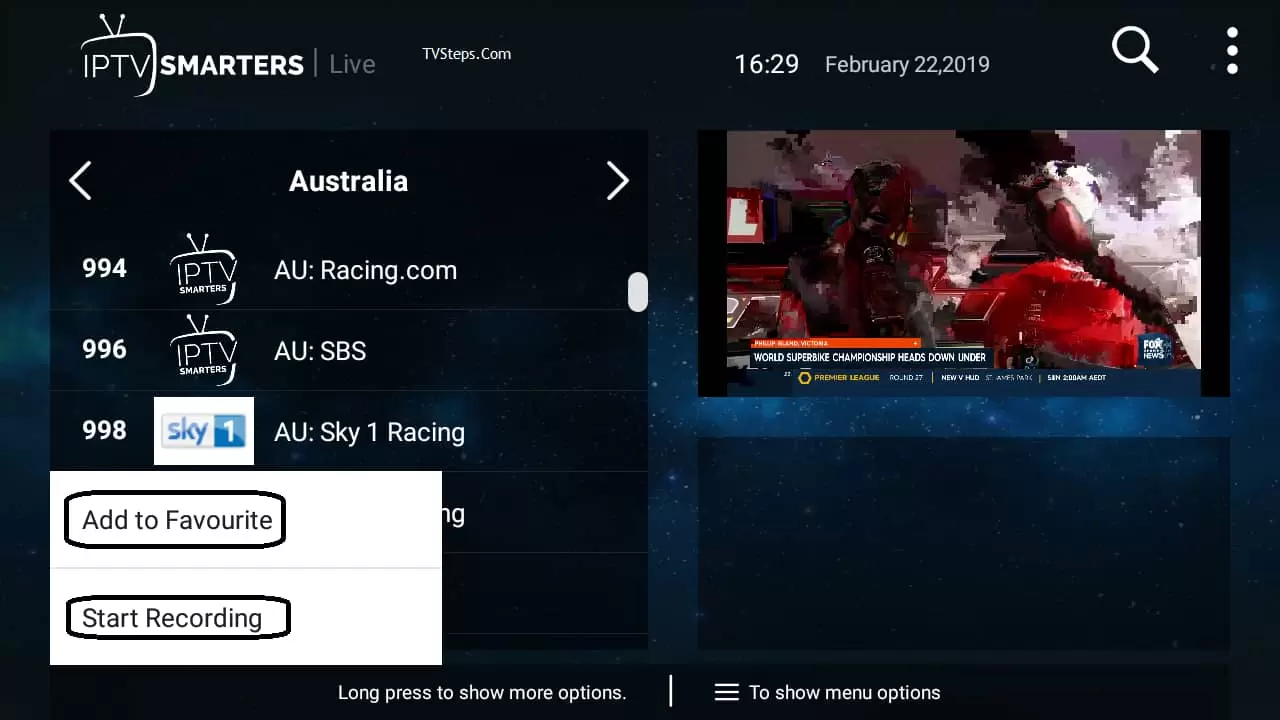 IPTV SMARTERS | Live
TVSteps.Com
16:29 February 22,2019
Australia
994 IPTV SMARTERS AU: Racing.com
996 IPTV SMARTERS AU: SBS
998 sky 1 AU: Sky 1 Racing
ng
Add to Favourite
Start Recording
L
PHILLIP ISLAND, VICTORIA
WORLD SUPERBIKE CHAMPIONSHIP HEADS DOWN UNDER
FOX SPORTS NEWS
PREMIER LEAGUE ROUND 27 | NEW V HUD ST. JAMES PARK | SUN 2:00AM AEDT
Long press to show more options. | To show menu options